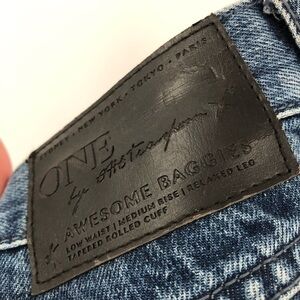 SYDNEY • NEW YORK • TOKYO • PARIS
ONE
by
AWESOME BAGGIES
LOW WAIST | MEDIUM RISE | RELAXED LEG
TAPERED ROLLED CUFF